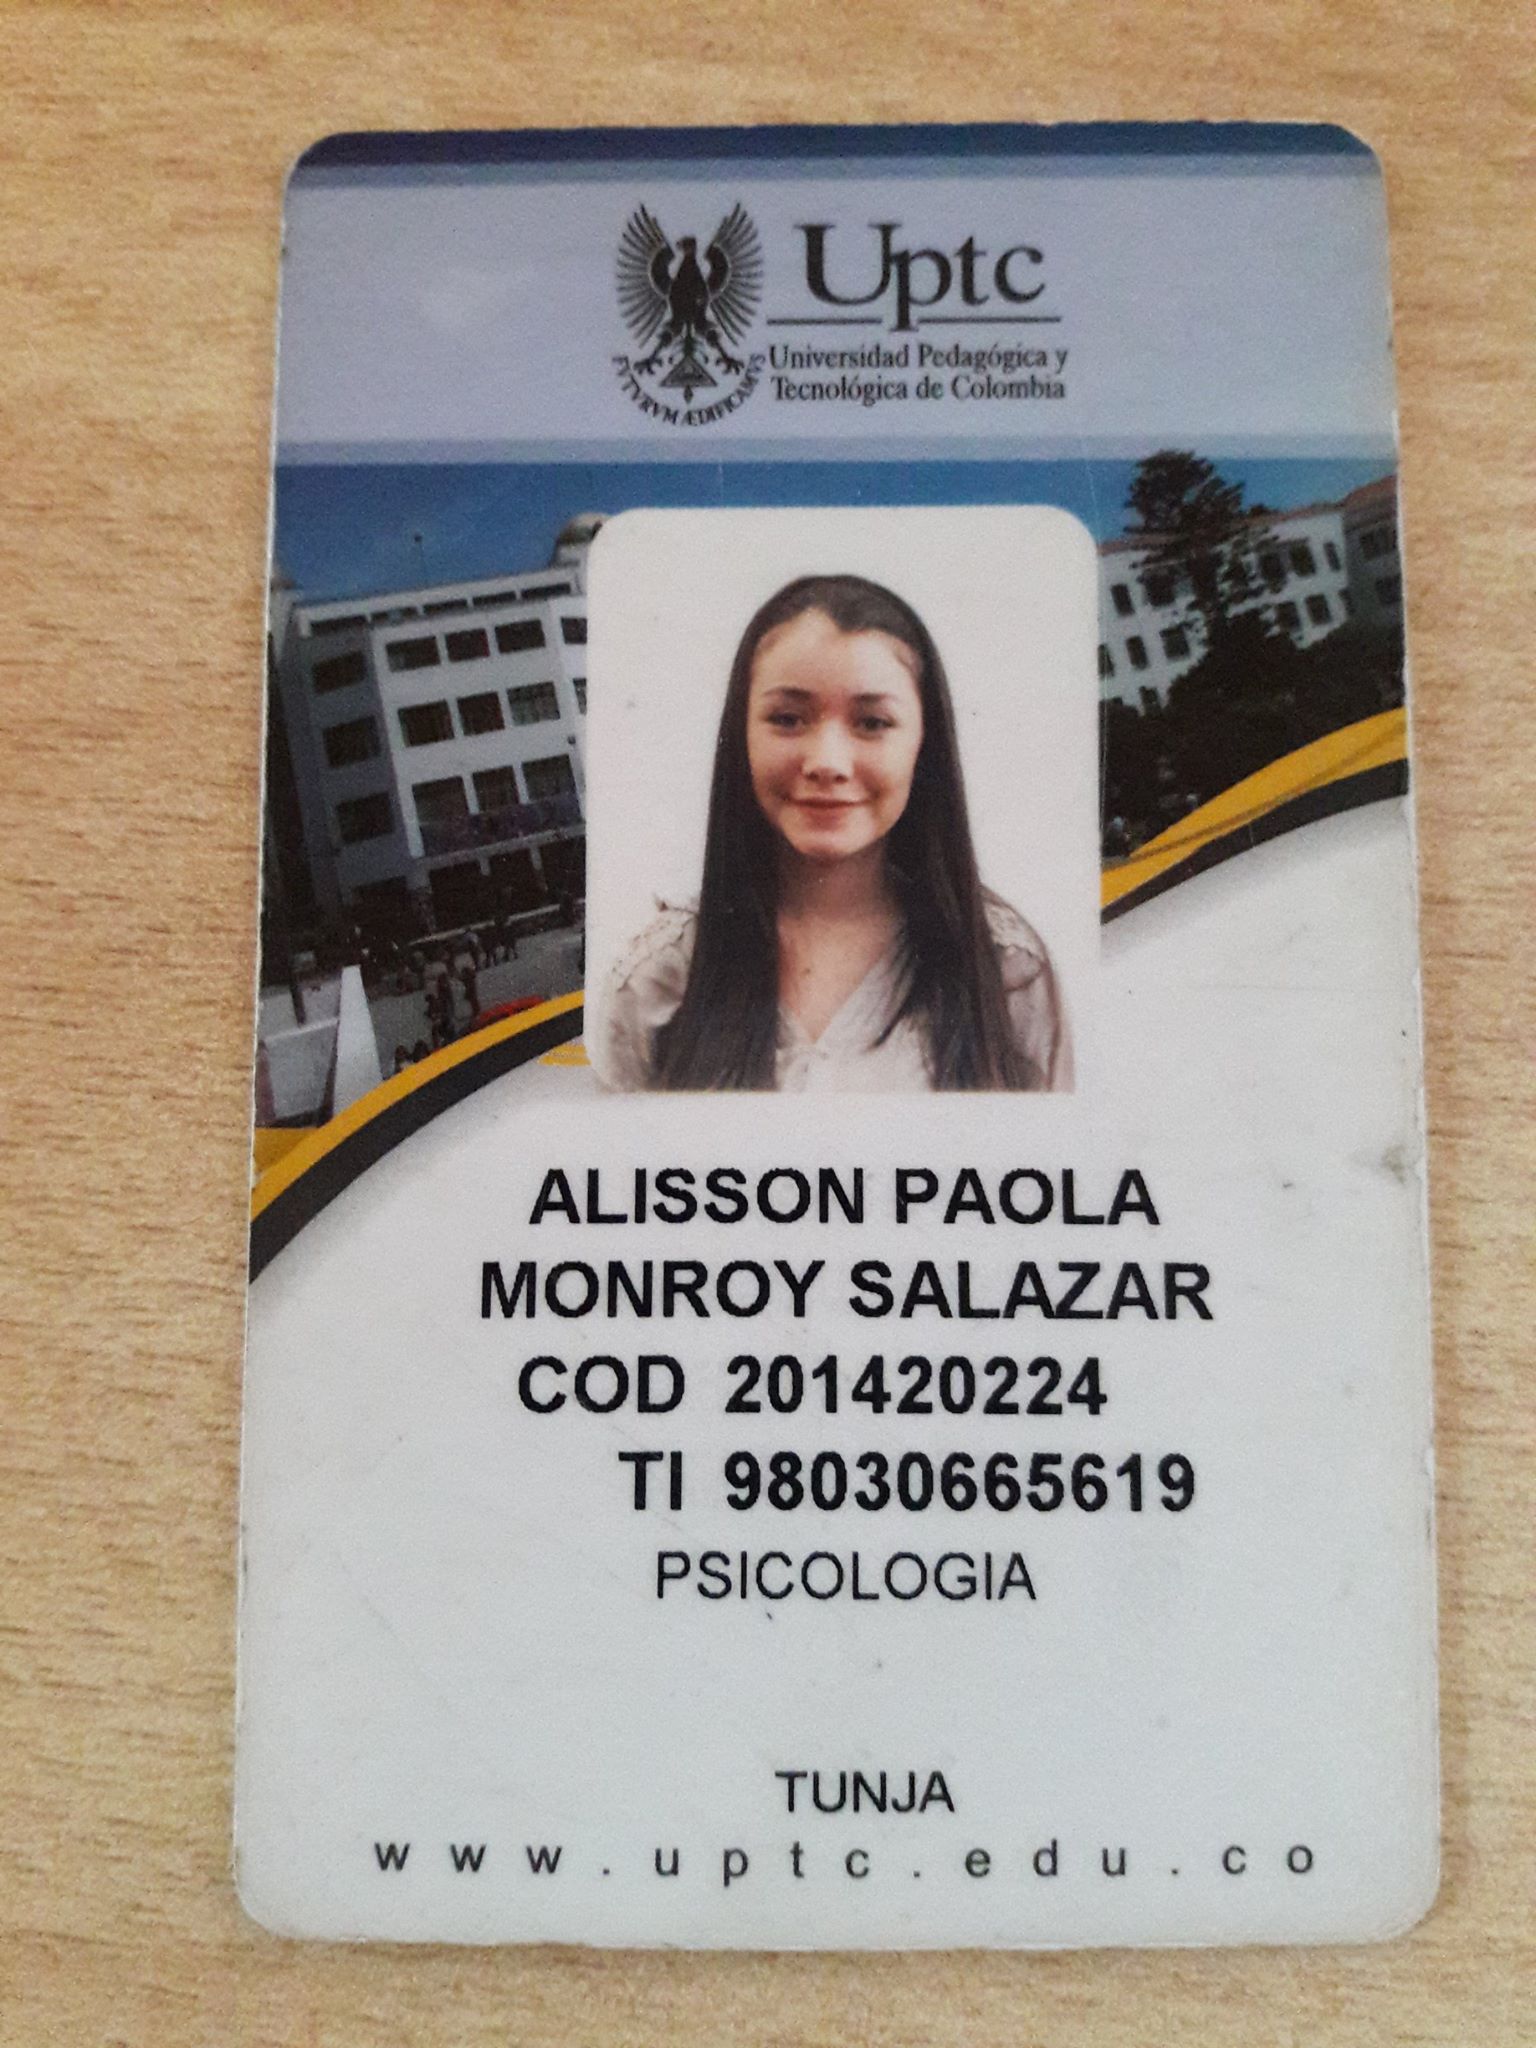 Uptc
Universidad Pedagógica y
Tecnológica de Colombia
FVTVRVM ÆDIFICAMVS
ALISSON PAOLA
MONROY SALAZAR
COD 201420224
TI 98030665619
PSICOLOGIA
TUNJA
www.uptc.edu.co